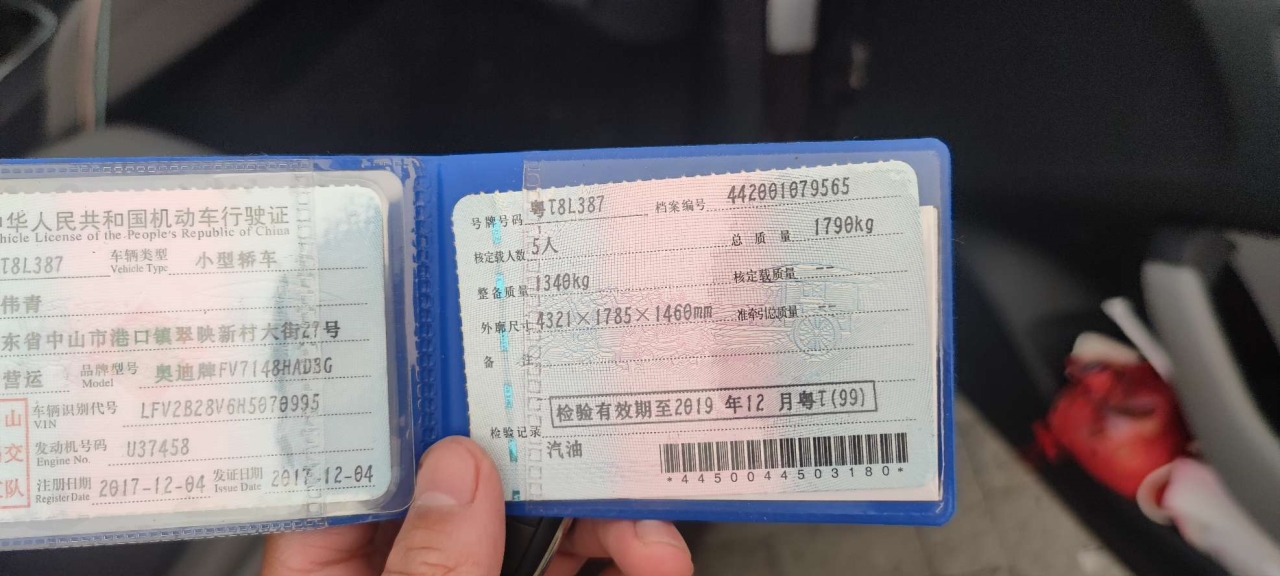 中华人民共和国机动车行驶证
Vehicle License of the People's Republic of China
T8L387 车辆类型 Vehicle Type 小型轿车
伟青
东省中山市港口镇翠映新村大街27号
营运 品牌型号 Model 奥迪牌FV7148HADBG
山 车辆识别代号 VIN LFV2B28V6H5070995
交 发动机号码 Engine No. U37458
队 注册日期 Register Date 2017-12-04 发证日期 Issue Date 2017-12-04
号牌号码 粤T8L387 档案编号 442001079565
核定载人数 5人 总质量 1790kg
整备质量 1340kg 核定载质量 --
外廓尺寸 4321×1785×1460mm 准牵引总质量 --
备注
检验有效期至2019 年12 月粤T(99)
检验记录
汽油
*4450044503180*